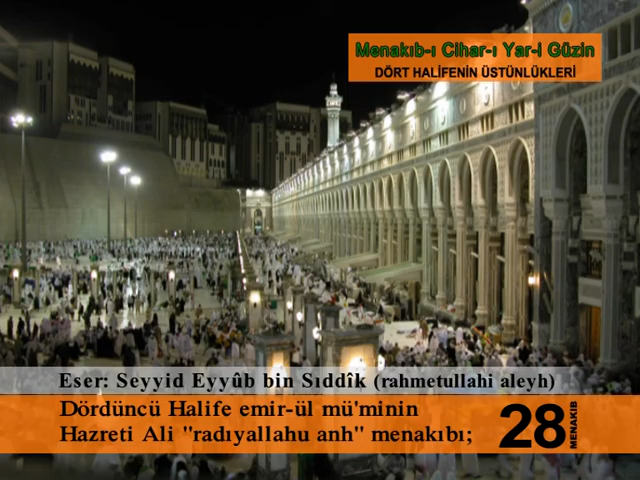 Menakıb-ı Cihar-ı Yar-i Güzin
DÖRT HALİFENİN ÜSTÜNLÜKLERİ
Eser: Seyyid Eyyûb bin Sıddîk (rahmetullahi aleyh)
Dördüncü Halife emir-ül mü'minin
Hazreti Ali "radıyallahu anh" menakıbı;
28
MENAKIB